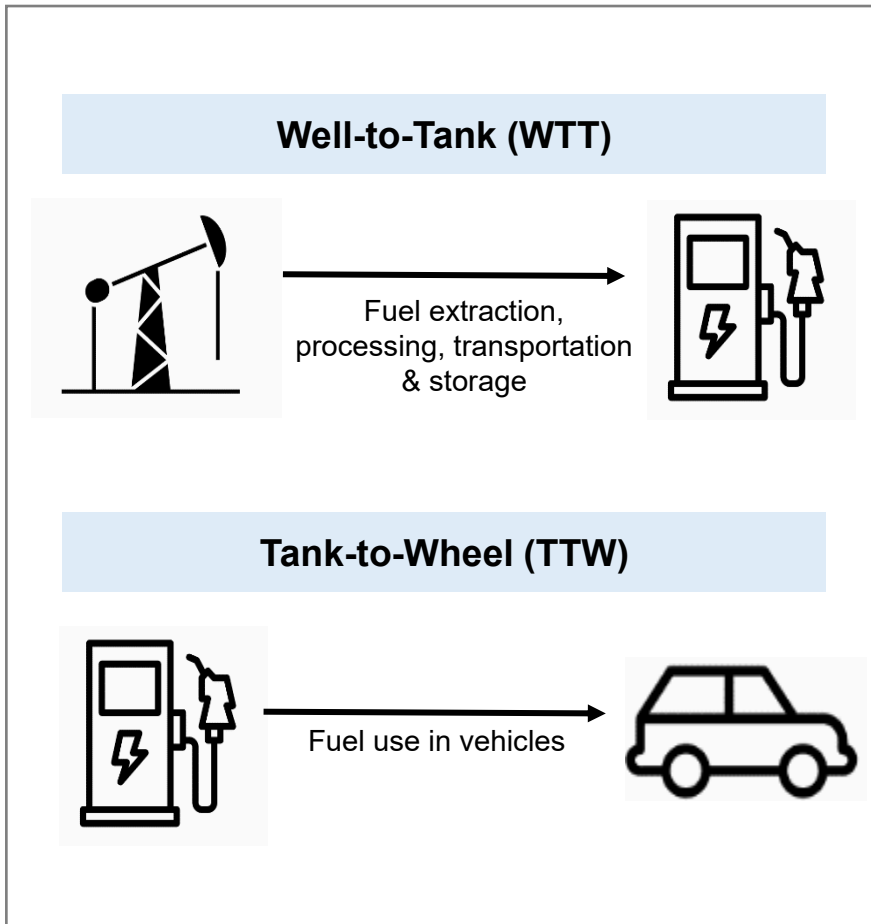 Well-to-Tank (WTT)
Fuel extraction,
processing, transportation
& storage
Tank-to-Wheel (TTW)
Fuel use in vehicles